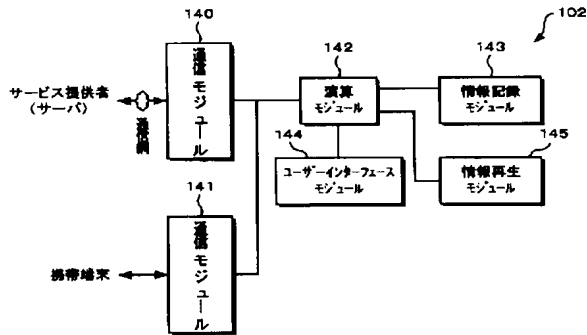 102
140
通信モジュール
サービス提供者
(サーバ)
通信網
142
演算
モジュール
143
情報記録
モジュール
144
ユーザーインターフェース
モジュール
145
情報再生
モジュール
141
通信モジュール
携帯端末